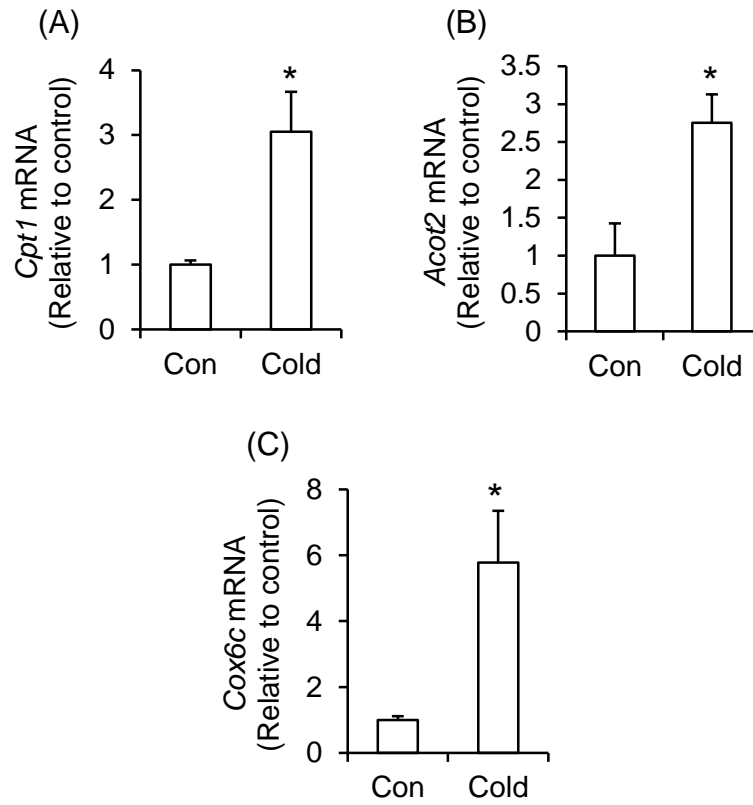 (A)
*
4
3
2
1
0
Cpt1 mRNA
(Relative to control)
Con Cold
(B)
*
3.5
3
2.5
2
1.5
1
0.5
0
Acot2 mRNA
(Relative to control)
Con Cold
(C)
*
8
6
4
2
0
Cox6c mRNA
(Relative to control)
Con Cold